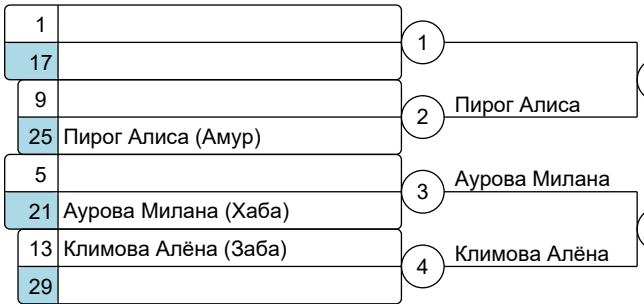 1
17
1
9
25 Пирог Алиса (Амур)
2 Пирог Алиса
5
21 Аурова Милана (Хаба)
3 Аурова Милана
13 Климова Алёна (Заба)
29
4 Климова Алёна